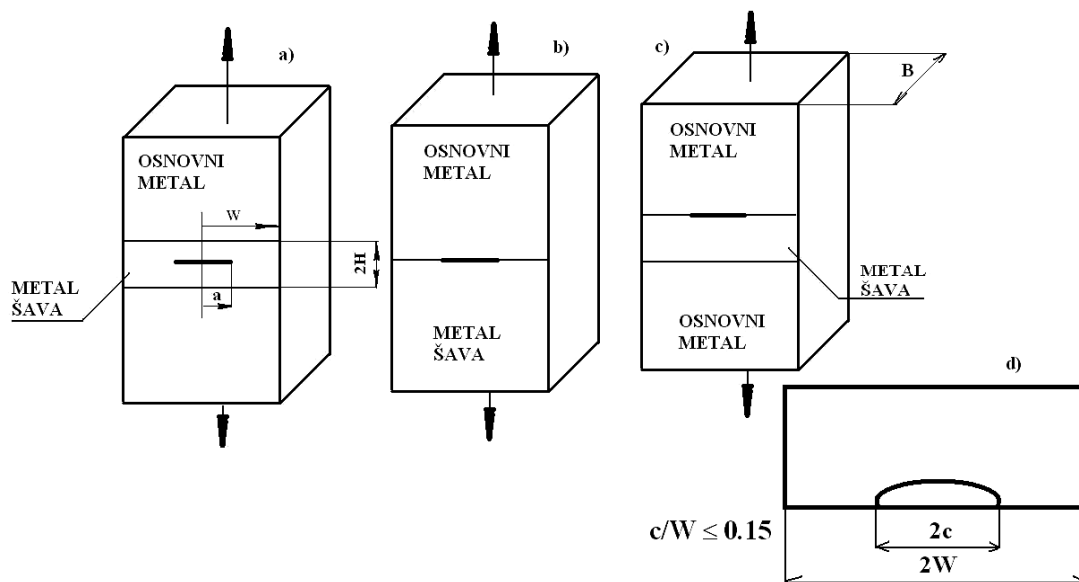 a)
OSNOVNI
METAL
W
2H
a
METAL
ŠAVA
b)
OSNOVNI
METAL
METAL
ŠAVA
c)
B
OSNOVNI
METAL
METAL
ŠAVA
OSNOVNI
METAL
d)
c/W ≤ 0.15
2c
2W